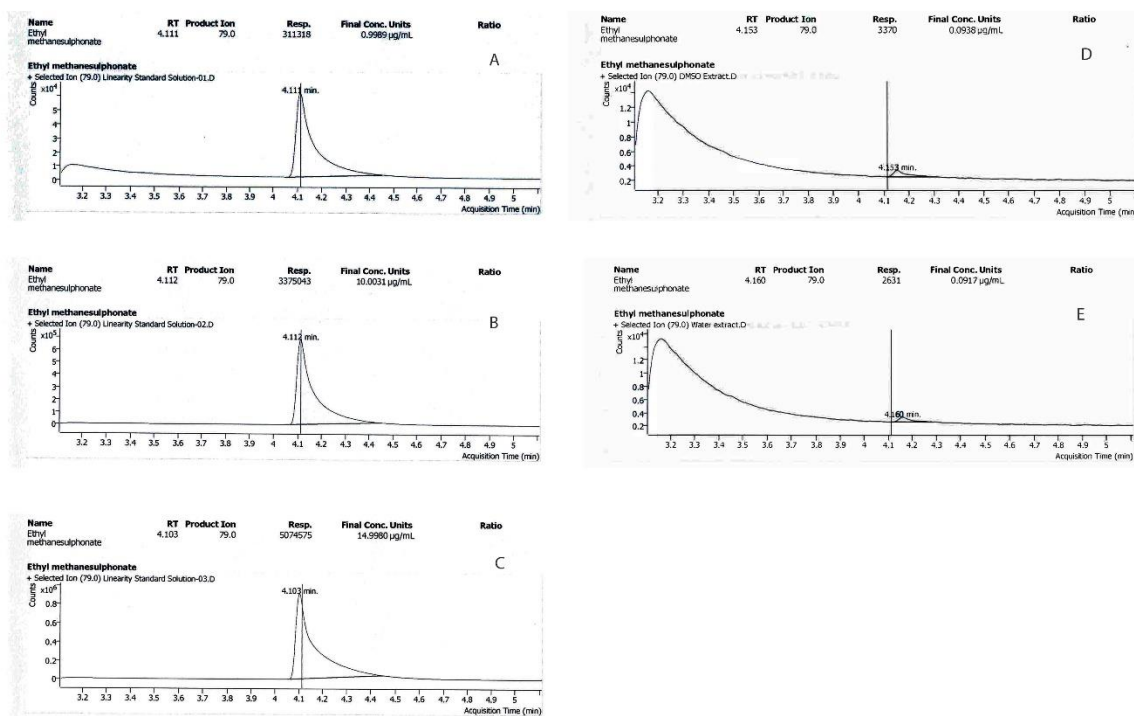 Name RT Product Ion Resp. Final Conc. Units Ratio
Ethyl methanesulphonate 4.111 79.0 311318 0.9989 µg/mL
A
Ethyl methanesulphonate
+ Selected Ion (79.0) Linearity Standard Solution-01.D
Counts
x10⁴
4.111 min.
5
4
3
2
1
0
3.2 3.3 3.4 3.5 3.6 3.7 3.8 3.9 4 4.1 4.2 4.3 4.4 4.5 4.6 4.7 4.8 4.9 5
Acquisition Time (min)
Name RT Product Ion Resp. Final Conc. Units Ratio
Ethyl methanesulphonate 4.112 79.0 3375043 10.0031 µg/mL
B
Ethyl methanesulphonate
+ Selected Ion (79.0) Linearity Standard Solution-02.D
Counts
x10⁵
4.112 min.
6
5
4
3
2
1
0
3.2 3.3 3.4 3.5 3.6 3.7 3.8 3.9 4 4.1 4.2 4.3 4.4 4.5 4.6 4.7 4.8 4.9 5
Acquisition Time (min)
Name RT Product Ion Resp. Final Conc. Units Ratio
Ethyl methanesulphonate 4.103 79.0 5074575 14.9980 µg/mL
C
Ethyl methanesulphonate
+ Selected Ion (79.0) Linearity Standard Solution-03.D
Counts
x10⁶
4.103 min.
0.8
0.6
0.4
0.2
0
3.2 3.3 3.4 3.5 3.6 3.7 3.8 3.9 4 4.1 4.2 4.3 4.4 4.5 4.6 4.7 4.8 4.9 5
Acquisition Time (min)
Name RT Product Ion Resp. Final Conc. Units Ratio
Ethyl methanesulphonate 4.153 79.0 3370 0.0938 µg/mL
D
Ethyl methanesulphonate
+ Selected Ion (79.0) DMSO Extract.D
Counts
x10⁴
1.2
1
0.8
0.6
0.4
0.2
4.153 min.
3.2 3.3 3.4 3.5 3.6 3.7 3.8 3.9 4 4.1 4.2 4.3 4.4 4.5 4.6 4.7 4.8 4.9 5
Acquisition Time (min)
Name RT Product Ion Resp. Final Conc. Units Ratio
Ethyl methanesulphonate 4.160 79.0 2631 0.0917 µg/mL
E
Ethyl methanesulphonate
+ Selected Ion (79.0) Water extract.D
Counts
x10⁴
1.2
1
0.8
0.6
0.4
0.2
4.160 min.
3.2 3.3 3.4 3.5 3.6 3.7 3.8 3.9 4 4.1 4.2 4.3 4.4 4.5 4.6 4.7 4.8 4.9 5
Acquisition Time (min)